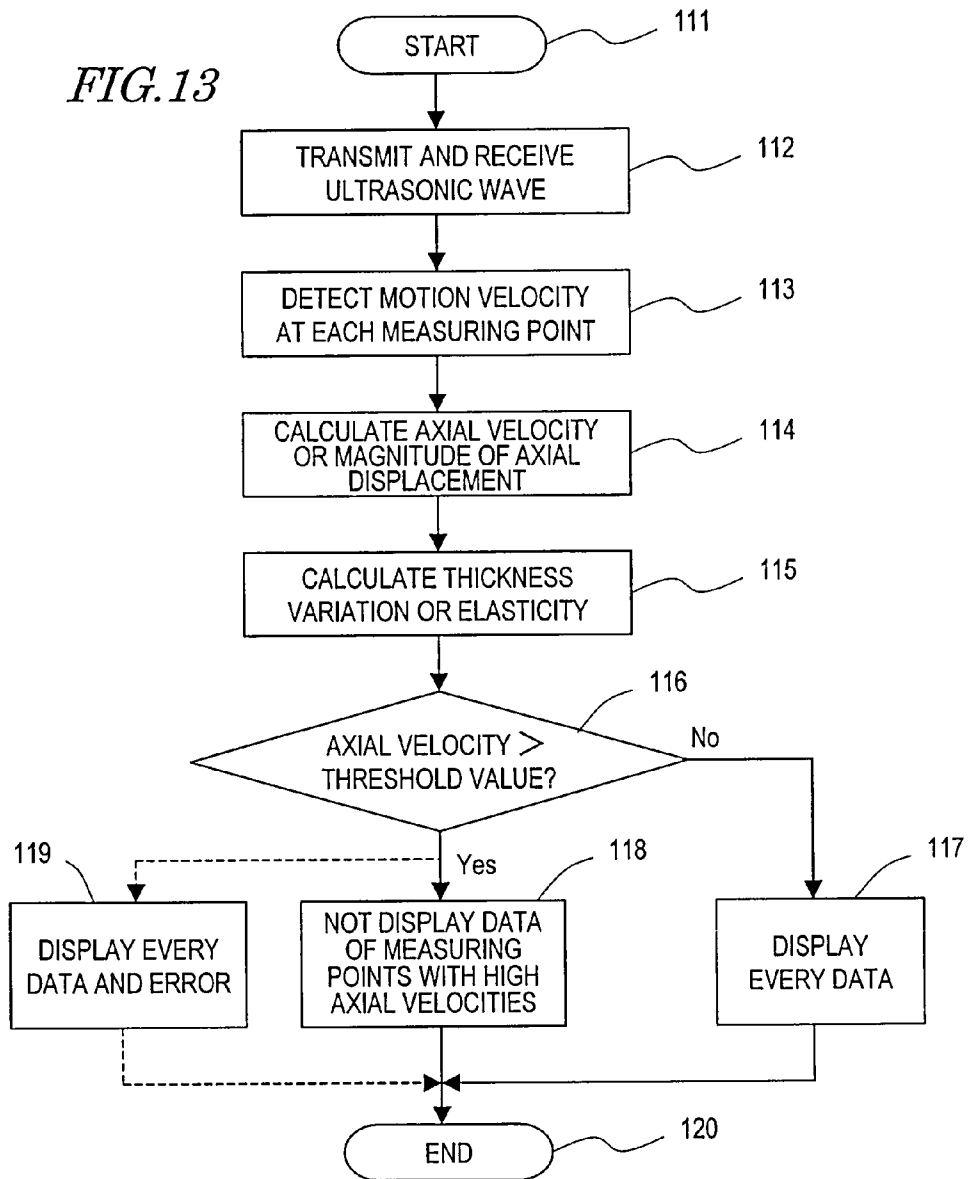 FIG.13
START
111
TRANSMIT AND RECEIVE
ULTRASONIC WAVE
112
DETECT MOTION VELOCITY
AT EACH MEASURING POINT
113
CALCULATE AXIAL VELOCITY
OR MAGNITUDE OF AXIAL
DISPLACEMENT
114
CALCULATE THICKNESS
VARIATION OR ELASTICITY
115
AXIAL VELOCITY >
THRESHOLD VALUE?
116
No
Yes
119
DISPLAY EVERY
DATA AND ERROR
118
NOT DISPLAY DATA
OF MEASURING
POINTS WITH HIGH
AXIAL VELOCITIES
117
DISPLAY
EVERY DATA
END
120